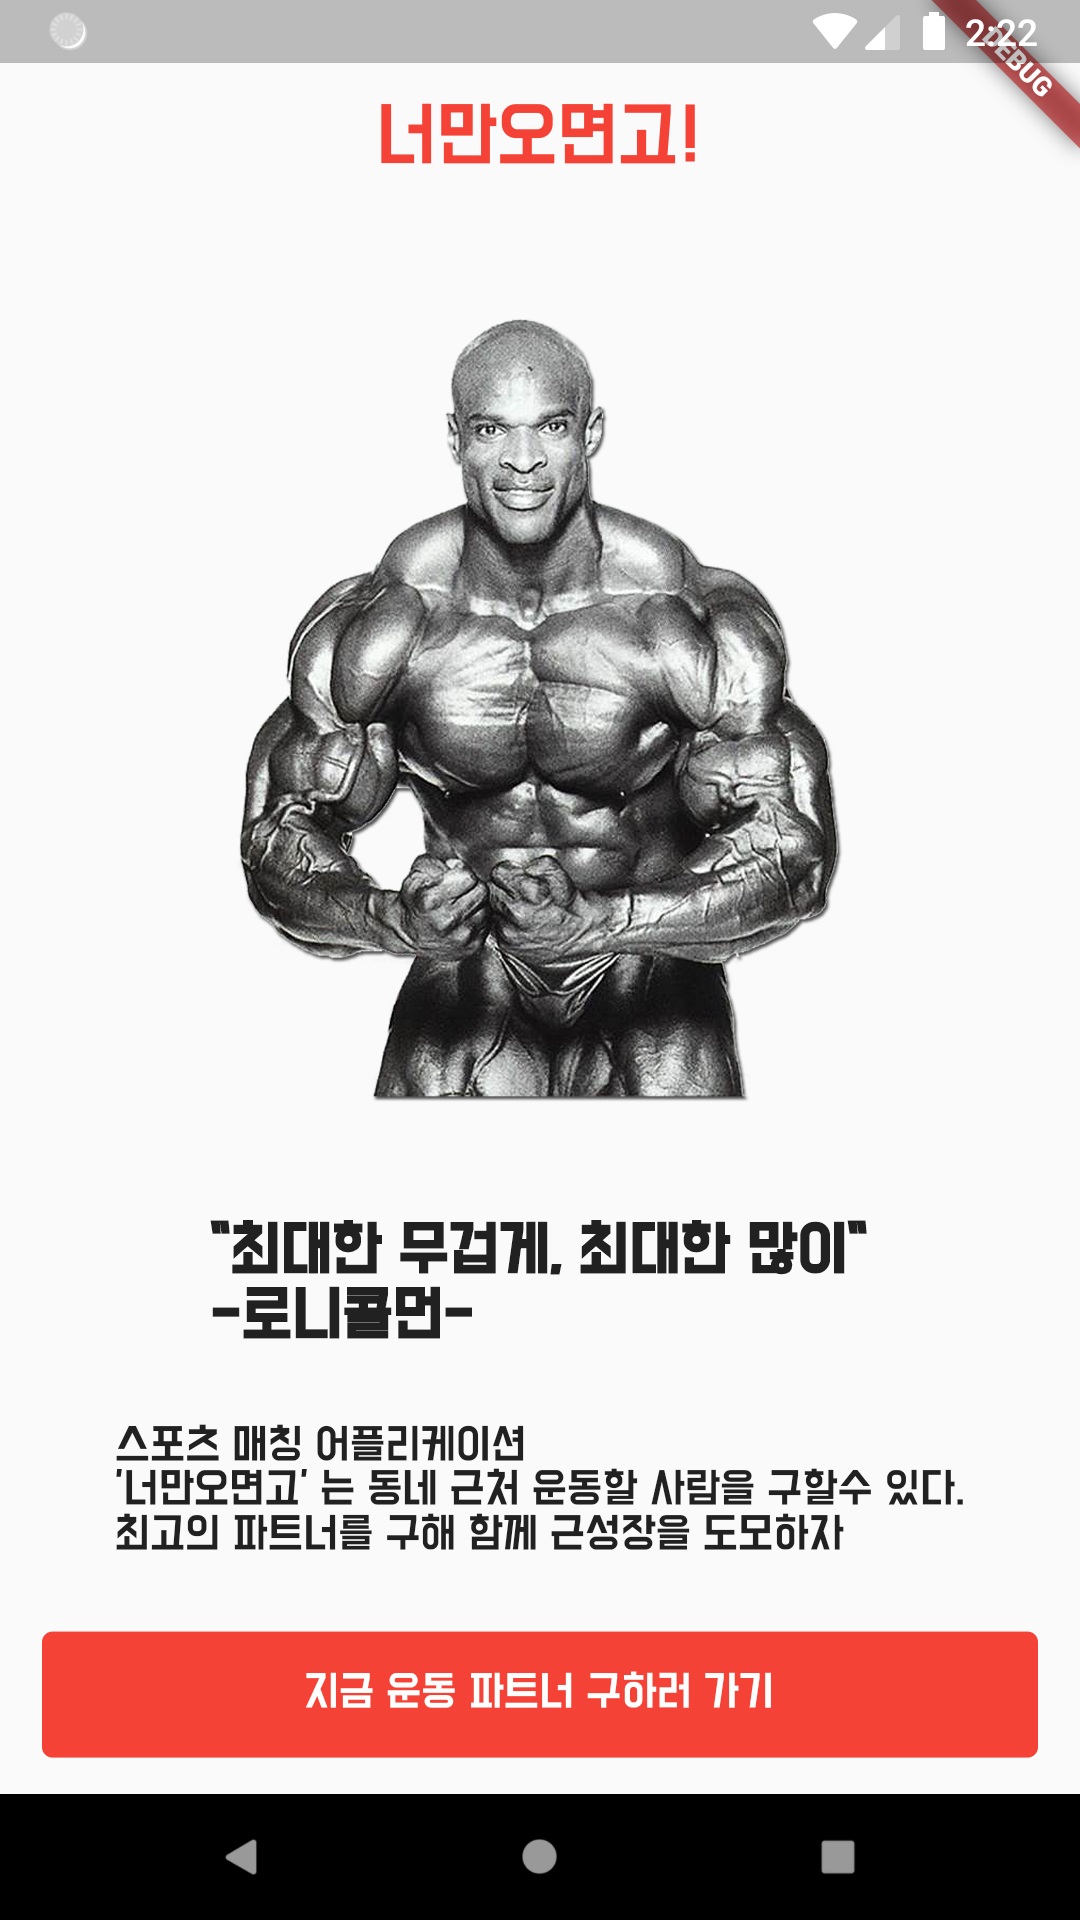 2:22
DEBUG
너만오면고!
"최대한 무겁게, 최대한 많이"
-로니콜먼-
스포츠 매칭 어플리케이션
'너만오면고' 는 동네 근처 운동할 사람을 구할수 있다.
최고의 파트너를 구해 함께 근성장을 도모하자
지금 운동 파트너 구하러 가기